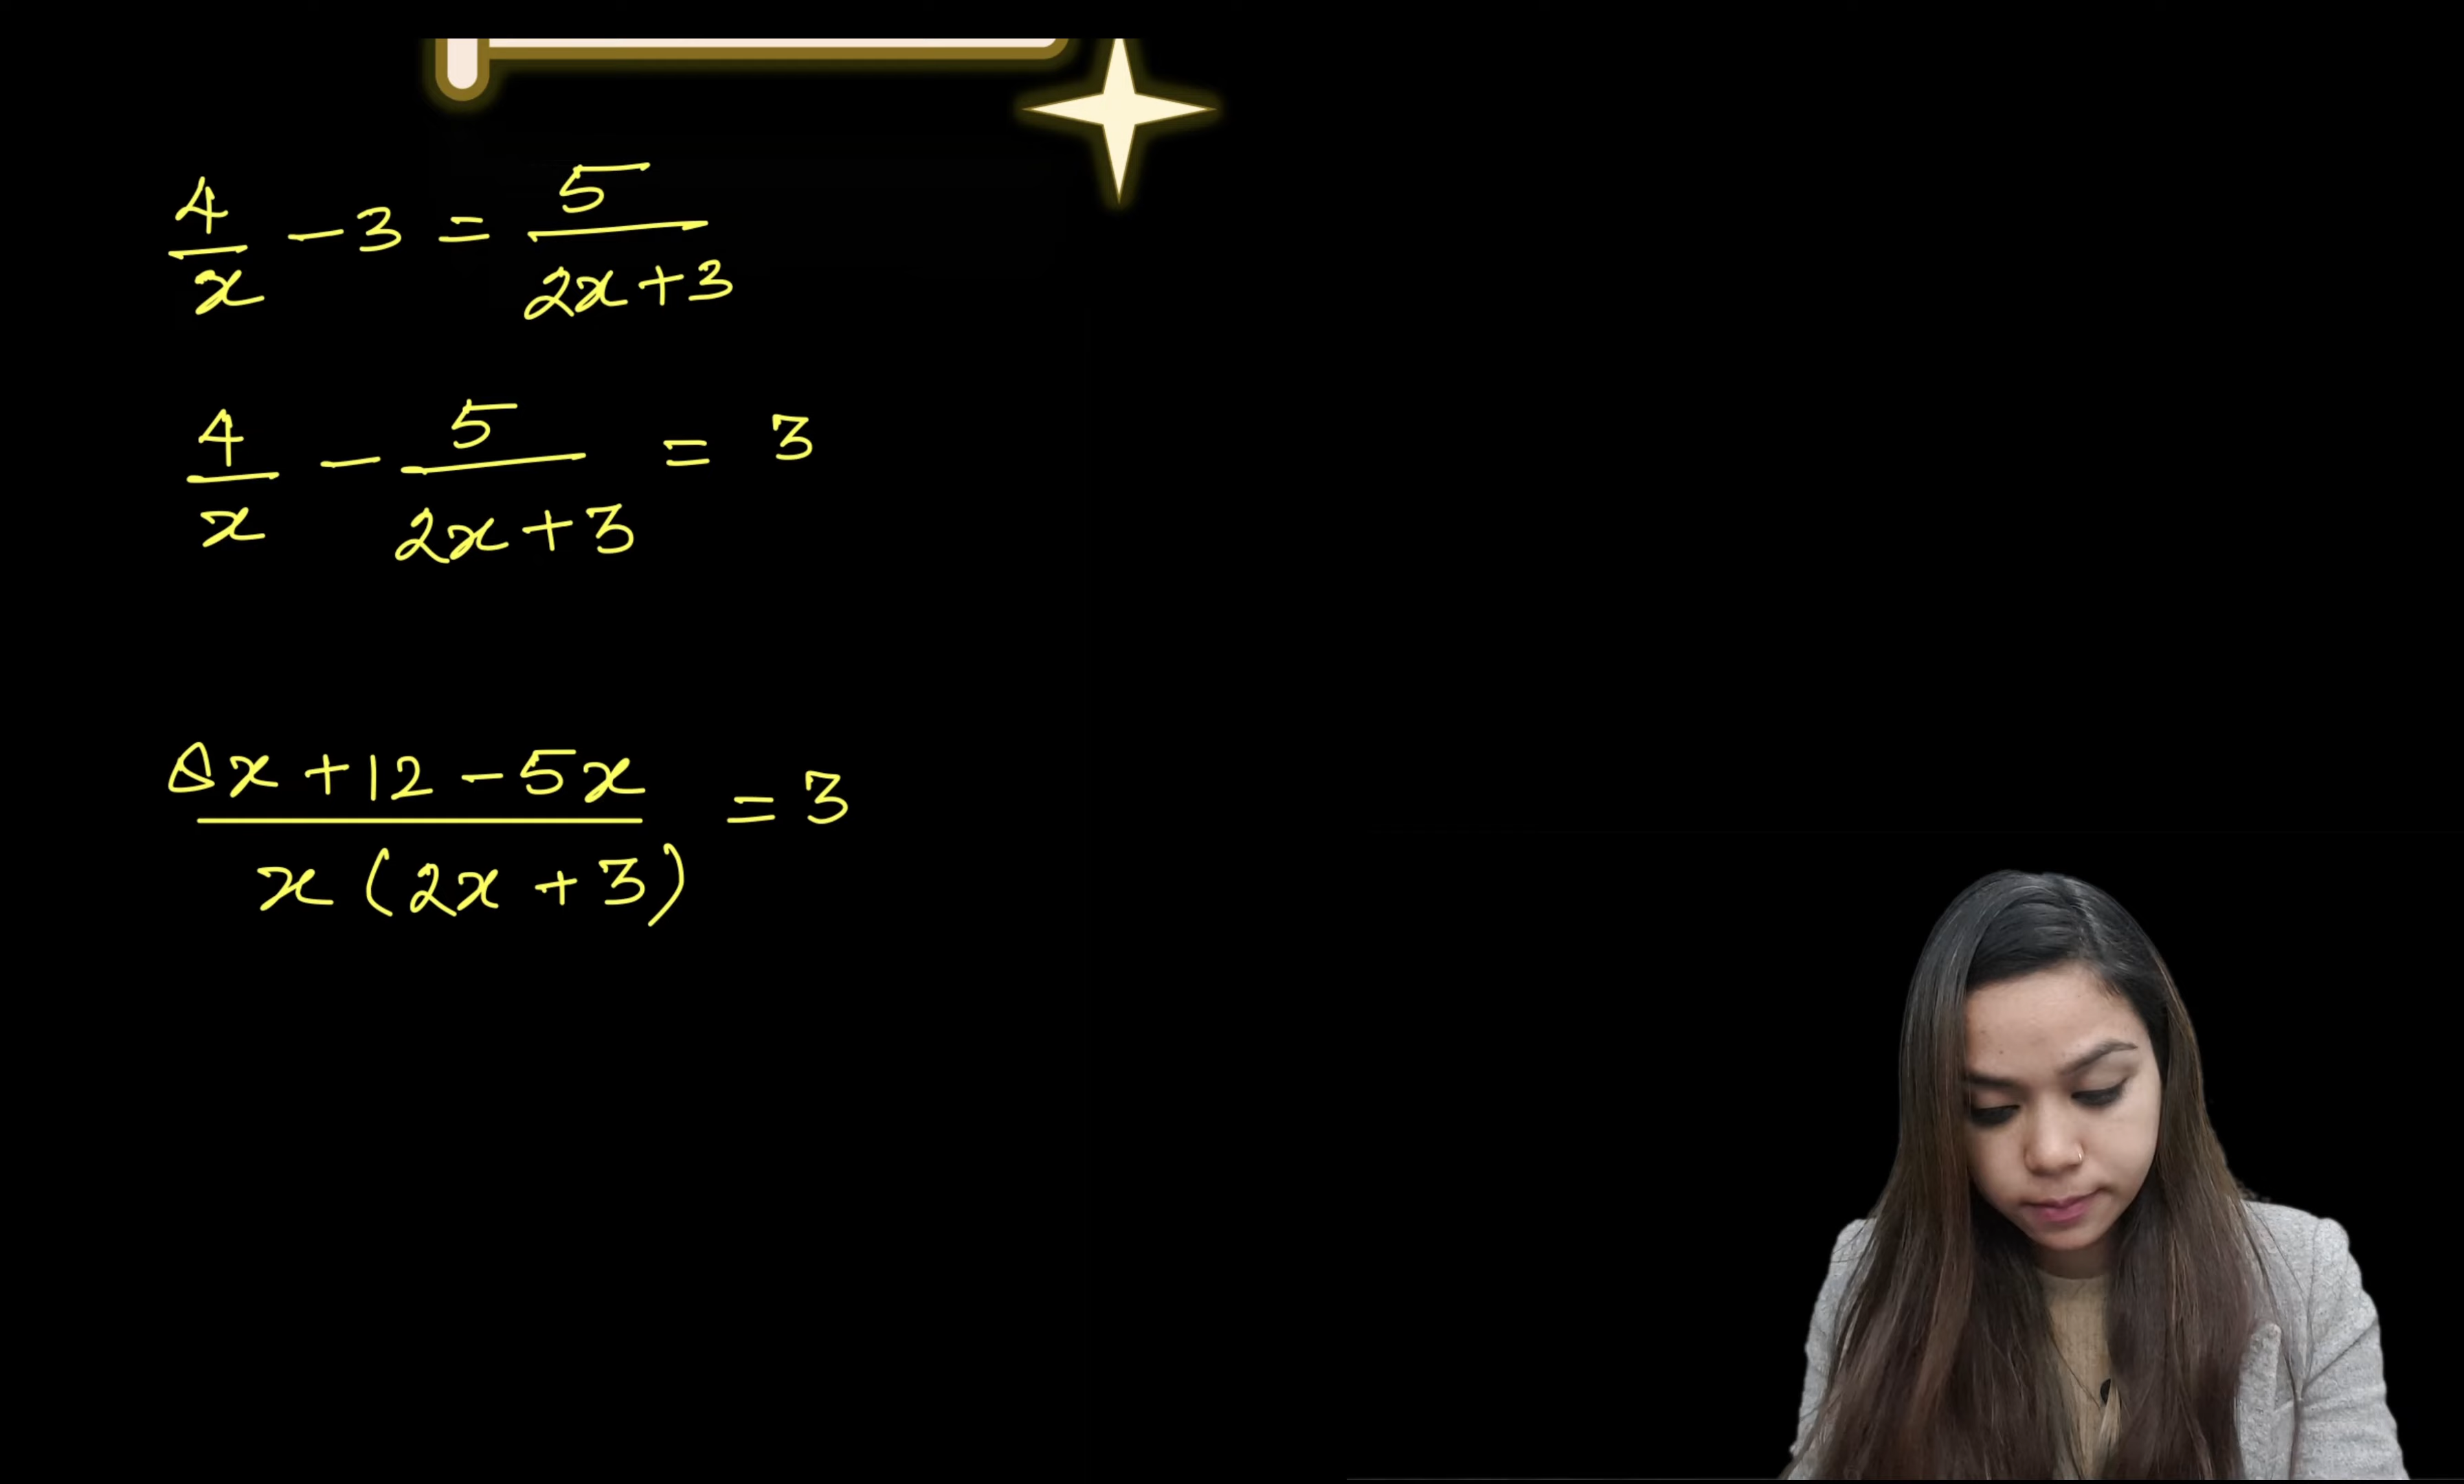 4/x - 3 = 5/(2x+3)
4/x - 5/(2x+3) = 3
(8x + 12 - 5x)/(x(2x + 3)) = 3